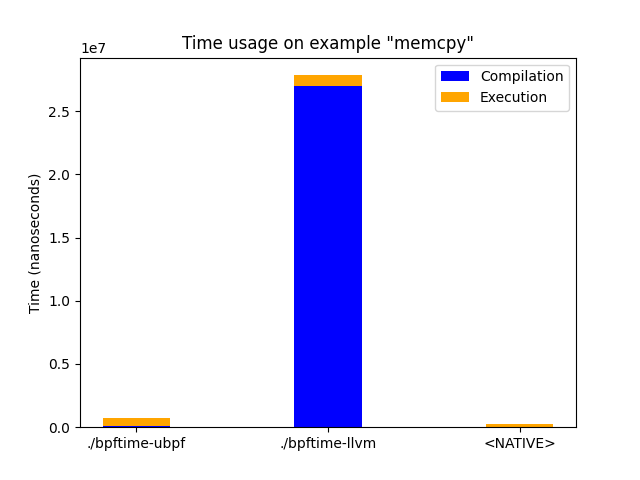 Time usage on example "memcpy"
1e7
Compilation
Execution
2.5
2.0
1.5
1.0
0.5
0.0
Time (nanoseconds)
./bpftime-ubpf
./bpftime-llvm
<NATIVE>